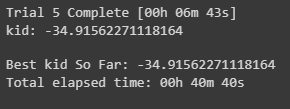 Trial 5 Complete [00h 06m 43s]
kid: -34.91562271118164
Best kid So Far: -34.91562271118164
Total elapsed time: 00h 40m 40s